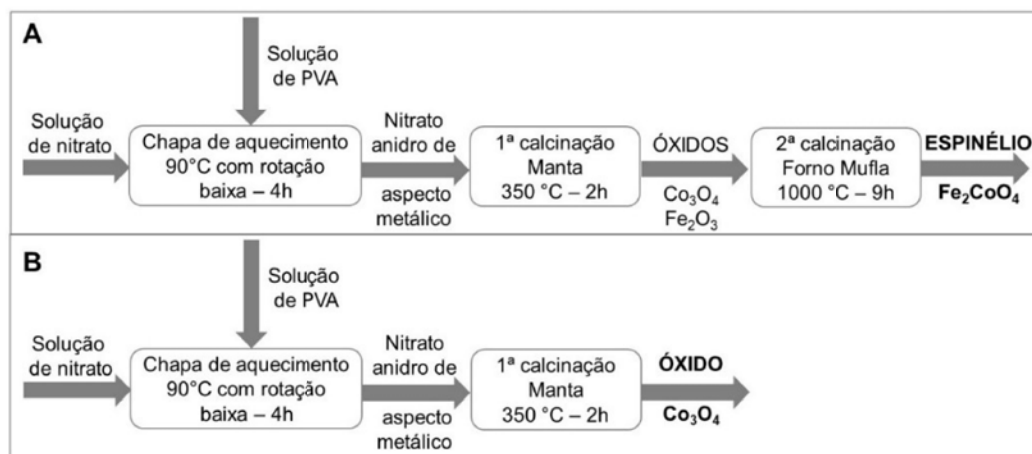 A
Solução
de PVA
Solução
de nitrato
Chapa de aquecimento
90°C com rotação
baixa – 4h
Nitrato
anidro de
aspecto
metálico
1ª calcinação
Manta
350 °C – 2h
ÓXIDOS
Co₃O₄
Fe₂O₃
2ª calcinação
Forno Mufla
1000 °C – 9h
ESPINÉLIO
Fe₂CoO₄
B
Solução
de PVA
Solução
de nitrato
Chapa de aquecimento
90°C com rotação
baixa – 4h
Nitrato
anidro de
aspecto
metálico
1ª calcinação
Manta
350 °C – 2h
ÓXIDO
Co₃O₄